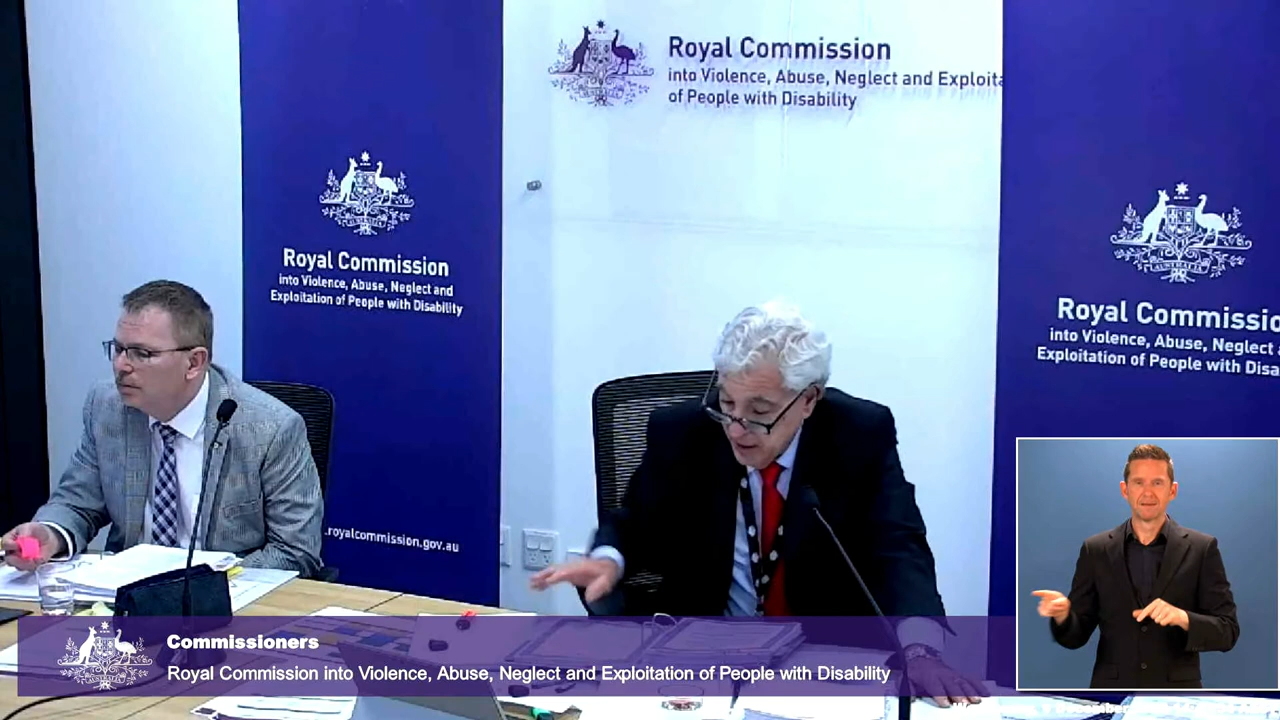 Royal Commission
into Violence, Abuse, Neglect and Exploita
of People with Disability
Royal Commission
into Violence, Abuse, Neglect and
Exploitation of People with Disability
.royalcommission.gov.au
Royal Commissio
into Violence, Abuse, Neglect
Exploitation of People with Disa
Commissioners
Royal Commission into Violence, Abuse, Neglect and Exploitation of People with Disability